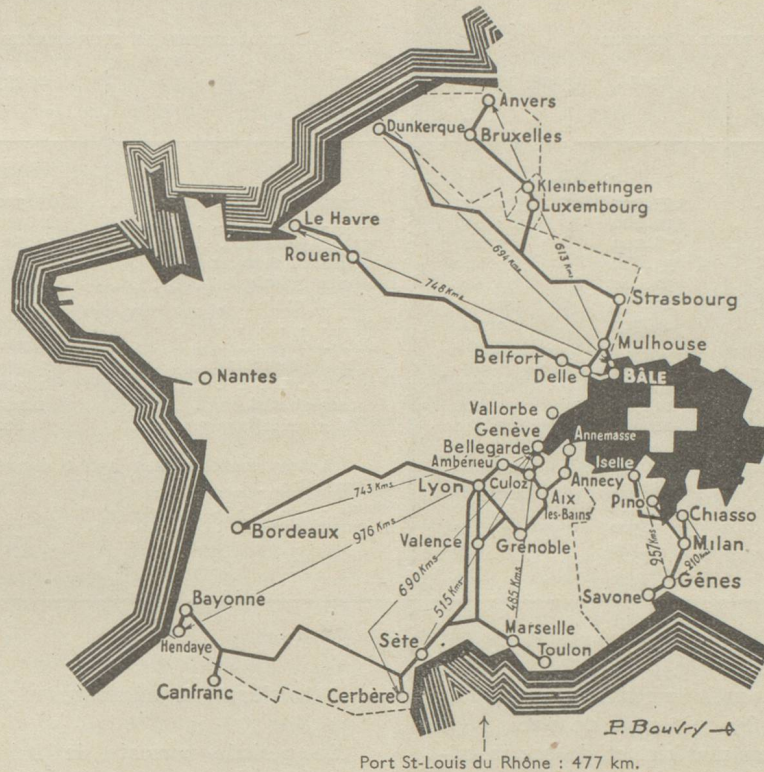 Anvers
Dunkerque
Bruxelles
Kleinbettingen
Luxembourg
Le Havre
Rouen
694 Kms
613 Kms
748 Kms
Strasbourg
Mulhouse
Belfort
Delle
BÂLE
Nantes
Vallorbe
Genève
Annemasse
Bellegarde
Ambérieu
Iselle
Lyon
Culoz
Annecy
743 Kms
Aix
les-Bains
Pino
Chiasso
Bordeaux
976 Kms
Valence
Grenoble
Milan
957 Kms
690 Kms
515 Kms
485 Kms
Gênes
Savone
Bayonne
Hendaye
Sète
Marseille
Toulon
Canfranc
Cerbère
P. Bouvry
Port St-Louis du Rhône : 477 km.